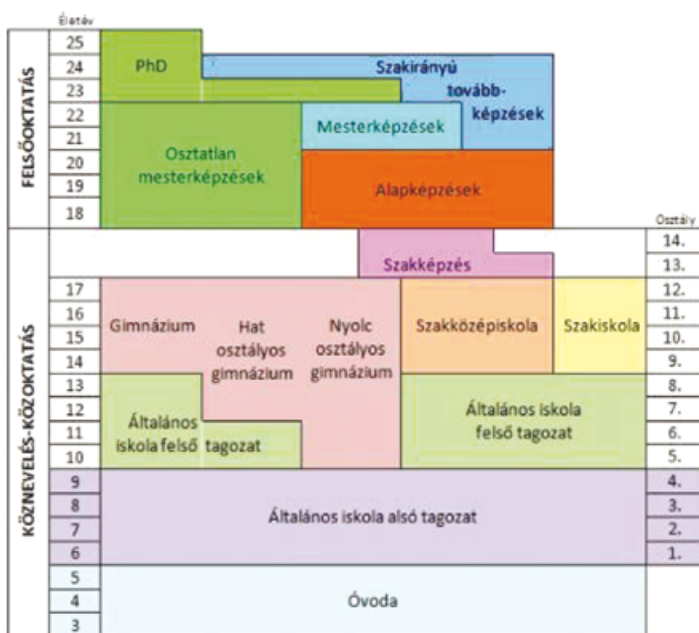 Életév
FELSŐOKTATÁS
25
24
23
22
21
20
19
18
PhD
Szakirányú
tovább-
képzések
Mesterképzések
Osztatlan
mesterképzések
Alapképzések
Osztály
14.
13.
Szakképzés
KÖZNEVELÉS-KÖZOKTATÁS
17
16
15
14
13
12
11
10
9
8
7
6
5
4
3
Gimnázium
Hat
osztályos
gimnázium
Nyolc
osztályos
gimnázium
Szakközépiskola
Szakiskola
12.
11.
10.
9.
8.
7.
6.
5.
4.
3.
2.
1.
Általános
iskola felső tagozat
Általános iskola
felső tagozat
Általános iskola alsó tagozat
Óvoda